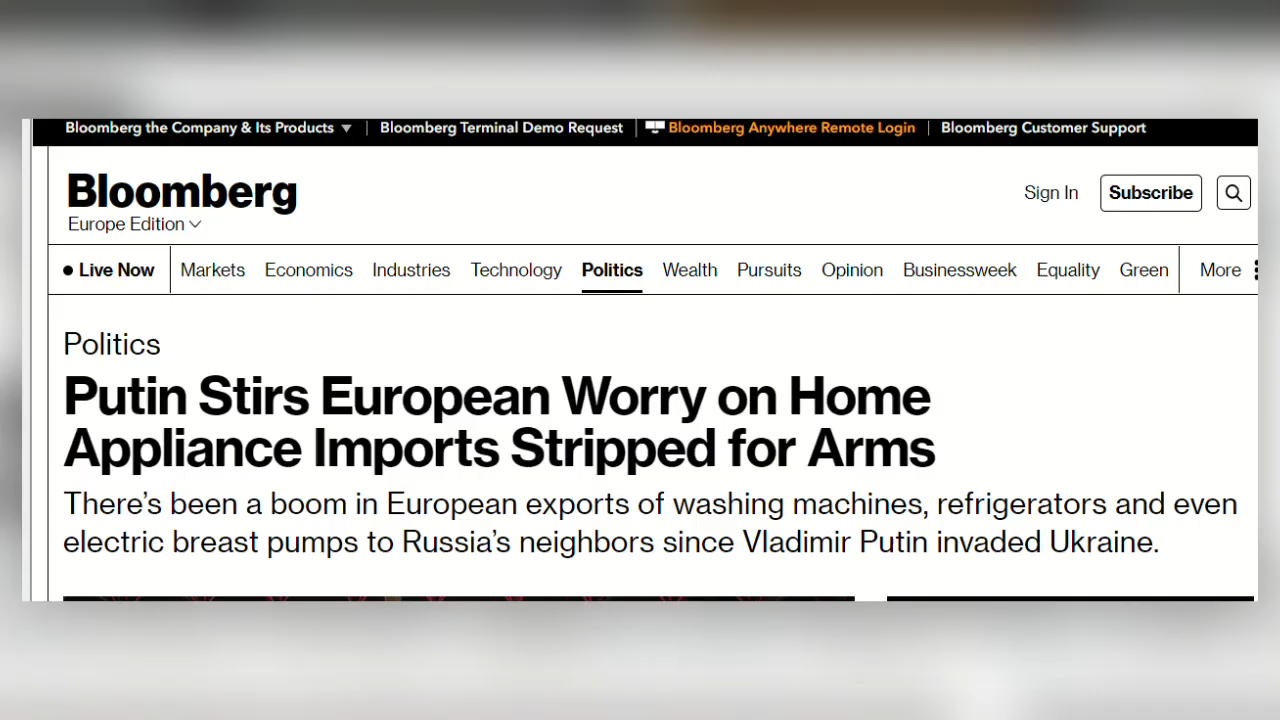 Bloomberg the Company & Its Products ▼ | Bloomberg Terminal Demo Request | Bloomberg Anywhere Remote Login | Bloomberg Customer Support
Bloomberg
Sign In Subscribe
Europe Edition
• Live Now Markets Economics Industries Technology Politics Wealth Pursuits Opinion Businessweek Equality Green More
Politics
Putin Stirs European Worry on Home
Appliance Imports Stripped for Arms
There's been a boom in European exports of washing machines, refrigerators and even
electric breast pumps to Russia's neighbors since Vladimir Putin invaded Ukraine.